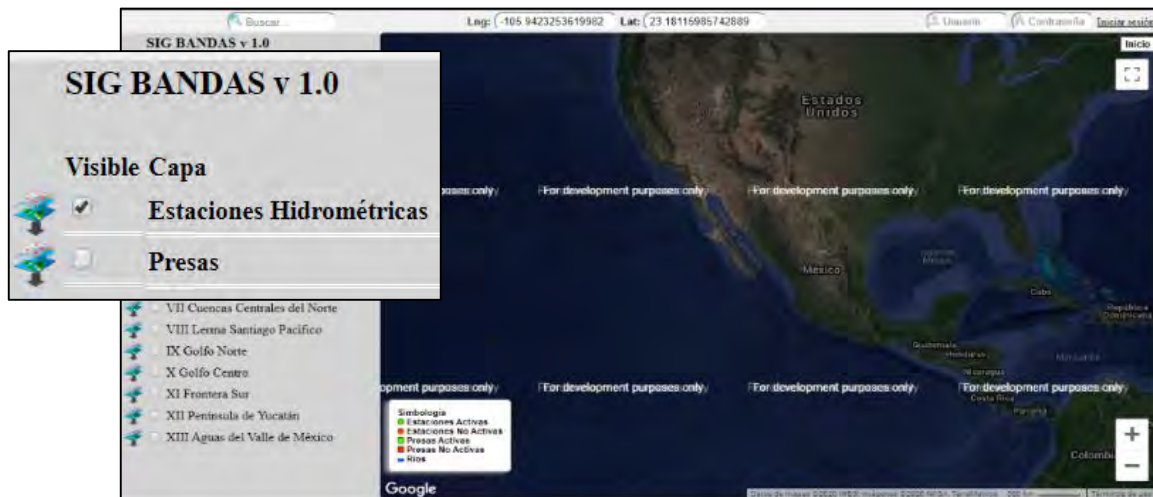 Buscar...
Lng: -105.9423253619982 Lat: 23.18115985742889
Usuario
Contraseña
Iniciar sesión
SIG BANDAS v 1.0
Inicio
SIG BANDAS v 1.0
Visible Capa
Estaciones Hidrométricas
Presas
VII Cuencas Centrales del Norte
VIII Lerma Santiago Pacífico
IX Golfo Norte
X Golfo Centro
XI Frontera Sur
XII Península de Yucatán
XIII Aguas del Valle de México
Estados
Unidos
poses only
For development purposes only
For development purposes only
For development purposes only
México
Cuba
República
Dominicana
Guatemala
Honduras
Nicaragua
Costa Rica
Panamá
Colombia
opment purposes only
For development purposes only
For development purposes only
For development purposes only
Simbología
Estaciones Activas
Estaciones No Activas
Presas Activas
Presas No Activas
Ríos
Google